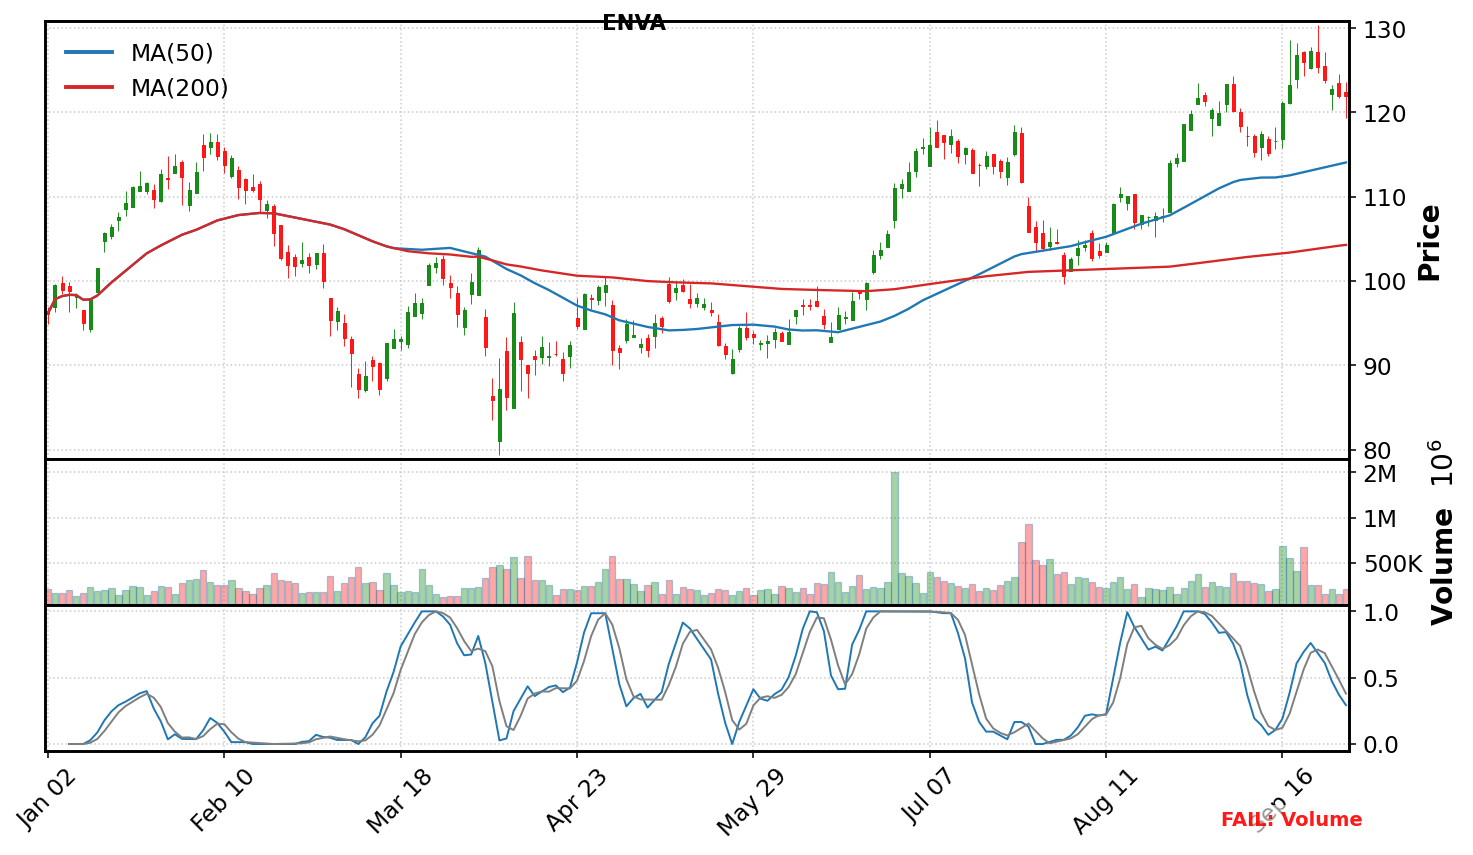 ENVA
MA(50)
MA(200)
130
120
110
100
90
80
Price
2M
1M
500K
Volume 10^6
1.0
0.5
0.0
Jan 02
Feb 10
Mar 18
Apr 23
May 29
Jul 07
Aug 11
Sep 16
FAIL: Volume